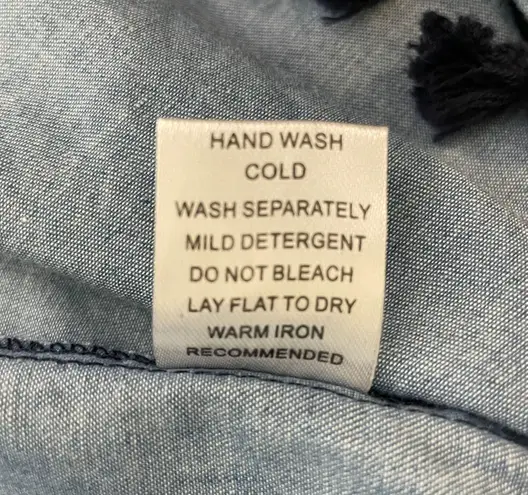 HAND WASH
COLD
WASH SEPARATELY
MILD DETERGENT
DO NOT BLEACH
LAY FLAT TO DRY
WARM IRON
RECOMMENDED